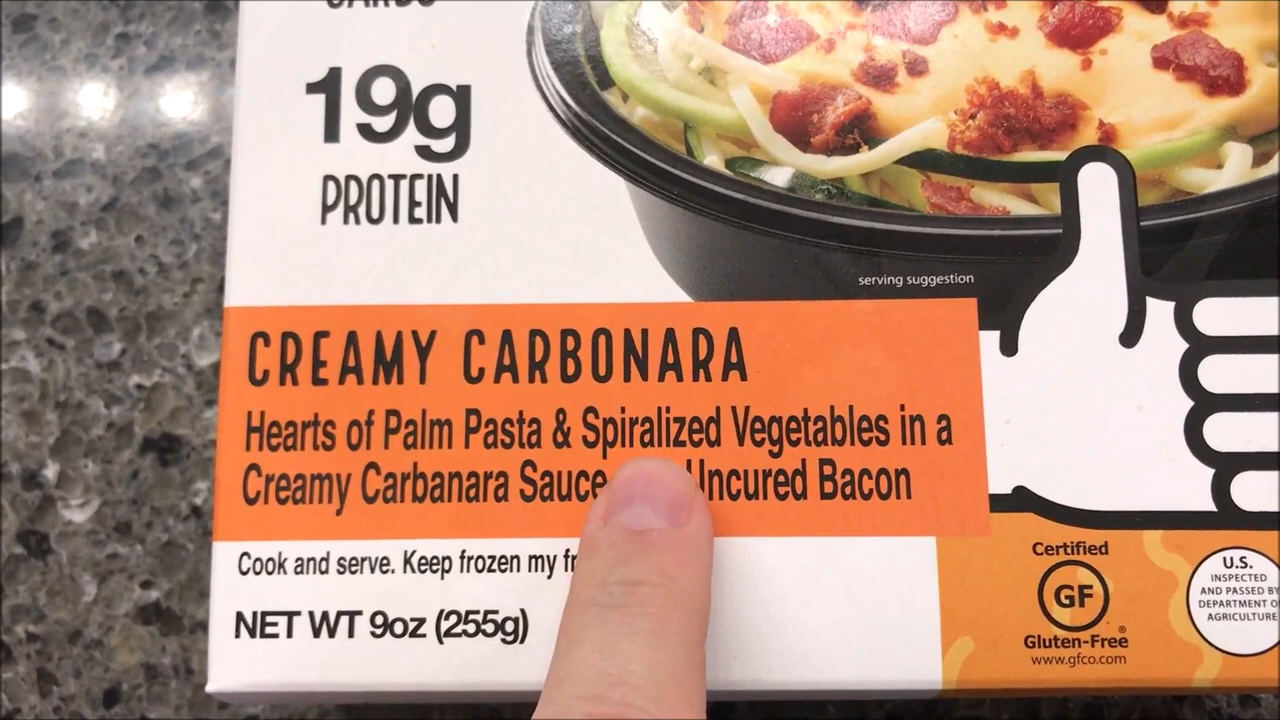 19g
PROTEIN
serving suggestion
CREAMY CARBONARA
Hearts of Palm Pasta & Spiralized Vegetables in a
Creamy Carbanara Sauce Uncured Bacon
Cook and serve. Keep frozen my
NET WT 9oz (255g)
Certified
GF
Gluten-Free®
www.gfco.com
U.S.
INSPECTED
AND PASSED BY
DEPARTMENT
AGRICULTURE